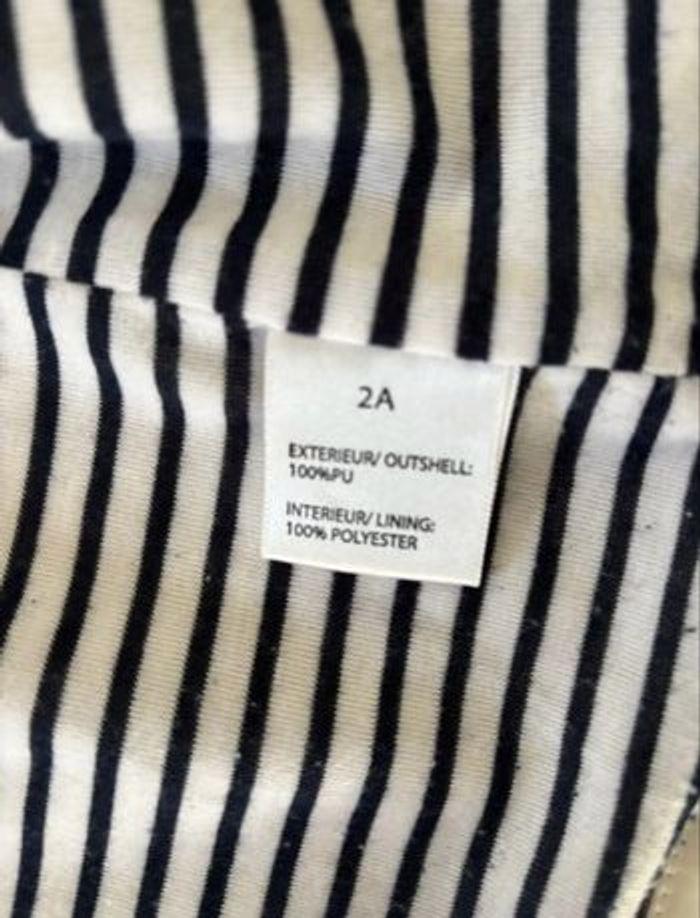 2A
EXTERIEUR/ OUTSHELL:
100%PU
INTERIEUR/ LINING:
100% POLYESTER